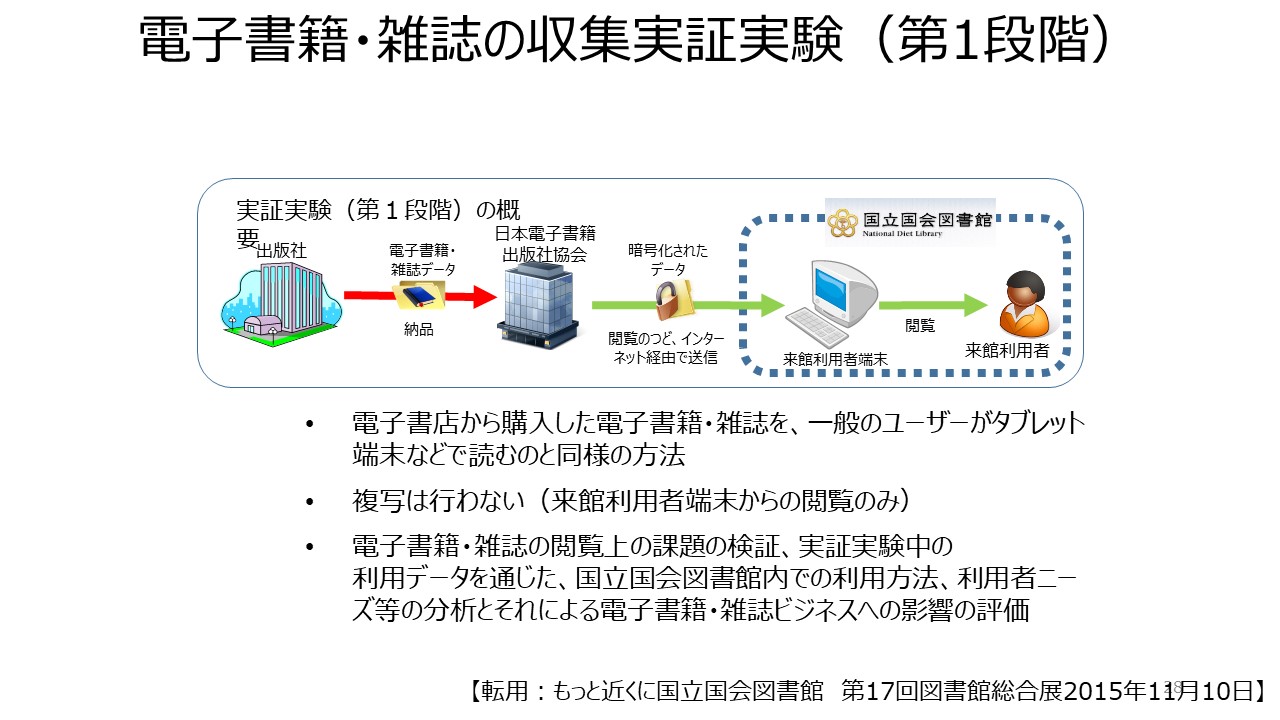 電子書籍・雑誌の収集実証実験（第1段階）
実証実験（第１段階）の概
要
出版社
電子書籍・
雑誌データ
納品
日本電子書籍
出版社協会
暗号化された
データ
閲覧のつど、インター
ネット経由で送信
国立国会図書館
National Diet Library
来館利用者端末
閲覧
来館利用者
• 電子書店から購入した電子書籍・雑誌を、一般のユーザーがタブレット
端末などで読むのと同様の方法
• 複写は行わない（来館利用者端末からの閲覧のみ）
• 電子書籍・雑誌の閲覧上の課題の検証、実証実験中の
利用データを通じた、国立国会図書館内での利用方法、利用者ニー
ズ等の分析とそれによる電子書籍・雑誌ビジネスへの影響の評価
【転用：もっと近くに国立国会図書館　第17回図書館総合展2015年11月10日】